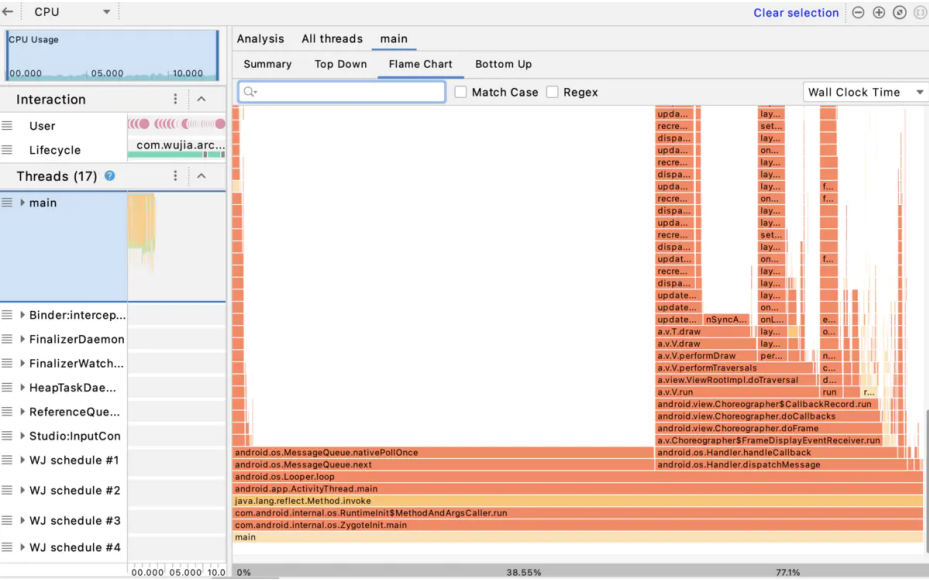 CPU
Clear selection
CPU Usage
00.000 05.000 10.000
Interaction
User
Lifecycle
com.wujia.arc...
Threads (17)
main
Binder:intercep...
FinalizerDaemon
FinalizerWatch...
HeapTaskDae...
ReferenceQue...
Studio:InputCon
WJ schedule #1
WJ schedule #2
WJ schedule #3
WJ schedule #4
00.000 05.000 10.0
Analysis All threads main
Summary Top Down Flame Chart Bottom Up
Match Case Regex Wall Clock Time
upda... lay...
recre... set...
dispa... lay...
upda... on...
recre... lay...
dispa... lay...
upda... lay... f...
recre... on... f...
dispa... lay...
upda... lay...
recre... set...
dispa... lay...
updat... on... f...
recre... lay...
dispa... lay...
update... lay...
update... on...
update... nSyncA... onL... e...
a.v.T.draw lay... o...
a.v.V.draw lay...
a.v.V.performDraw per... n...
a.v.V.performTraversals c...
a.view.ViewRootImpl.doTraversal d...
a.v.V.run run r...
android.view.Choreographer$CallbackRecord.run
android.view.Choreographer.doCallbacks
android.view.Choreographer.doFrame
a.v.Choreographer$FrameDisplayEventReceiver.run
android.os.MessageQueue.nativePollOnce android.os.Handler.handleCallback
android.os.MessageQueue.next android.os.Handler.dispatchMessage
android.os.Looper.loop
android.app.ActivityThread.main
java.lang.reflect.Method.invoke
com.android.internal.os.RuntimeInit$MethodAndArgsCaller.run
com.android.internal.os.ZygoteInit.main
main
0% 38.55% 77.1%